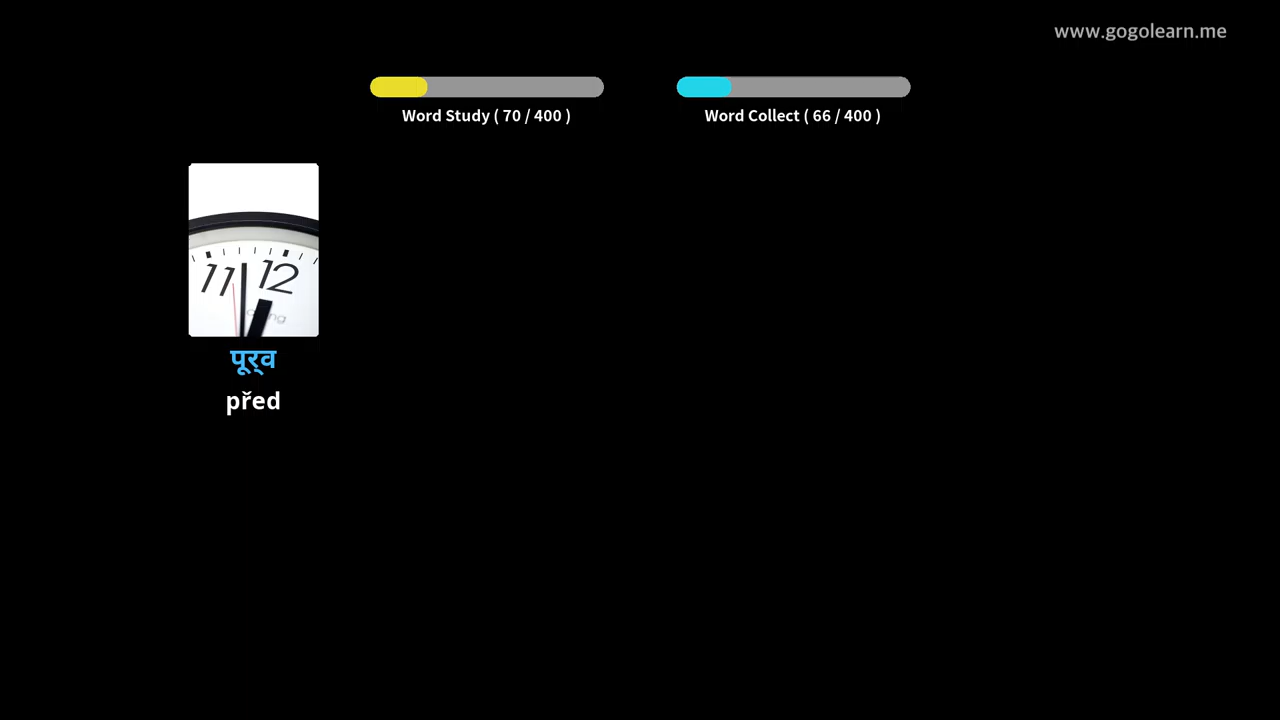 www.gogolearn.me
Word Study ( 70 / 400 )
Word Collect ( 66 / 400 )
11 12
पूर्व
před